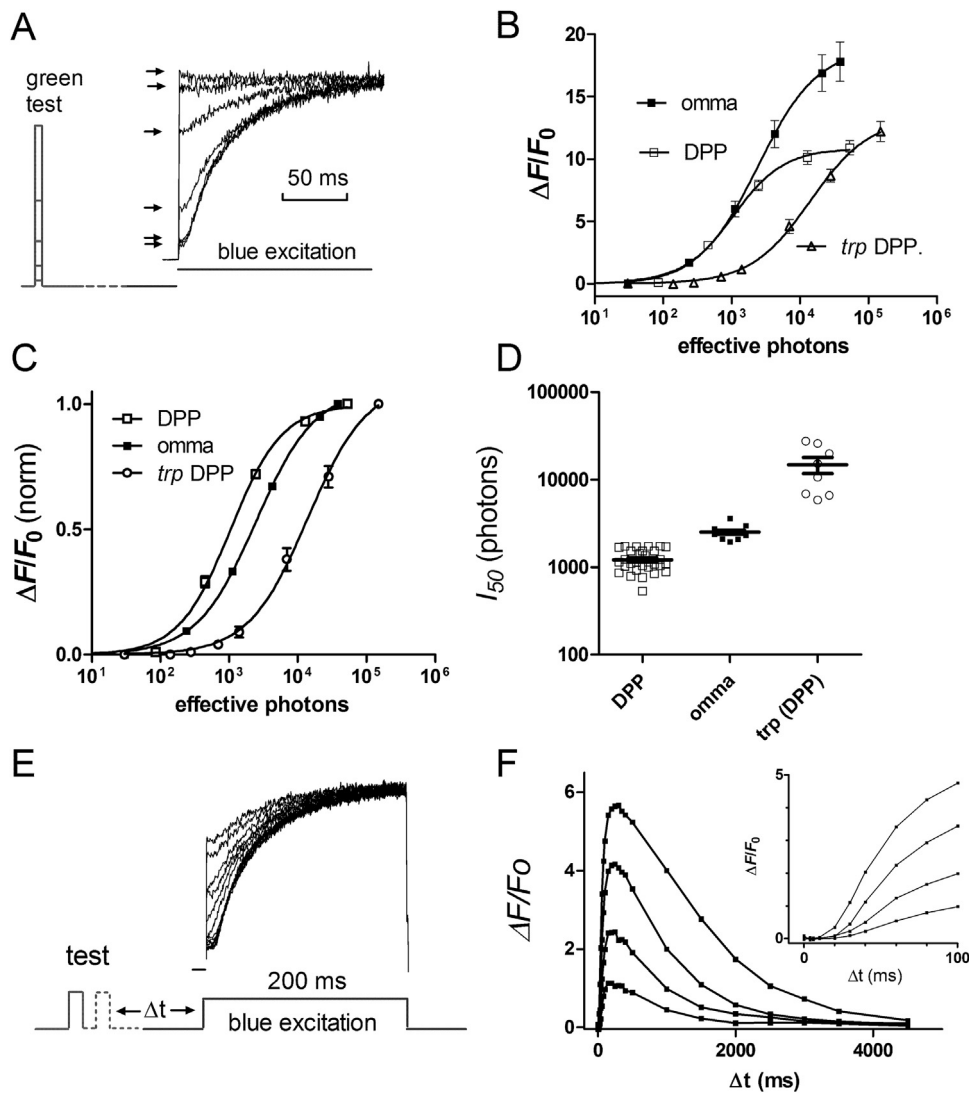 A
green
test
50 ms
blue excitation
B
20
15
10
5
0
ΔF/F0
omma
DPP
trp DPP.
10^1 10^2 10^3 10^4 10^5 10^6
effective photons
C
1.0
0.5
0.0
ΔF/F0 (norm)
DPP
omma
trp DPP
10^1 10^2 10^3 10^4 10^5 10^6
effective photons
D
100000
10000
1000
100
I50 (photons)
DPP
omma
trp (DPP)
E
test
Δt
200 ms
blue excitation
F
6
4
2
0
ΔF/Fo
0 2000 4000
Δt (ms)
5
0
ΔF/F0
0 100
Δt (ms)